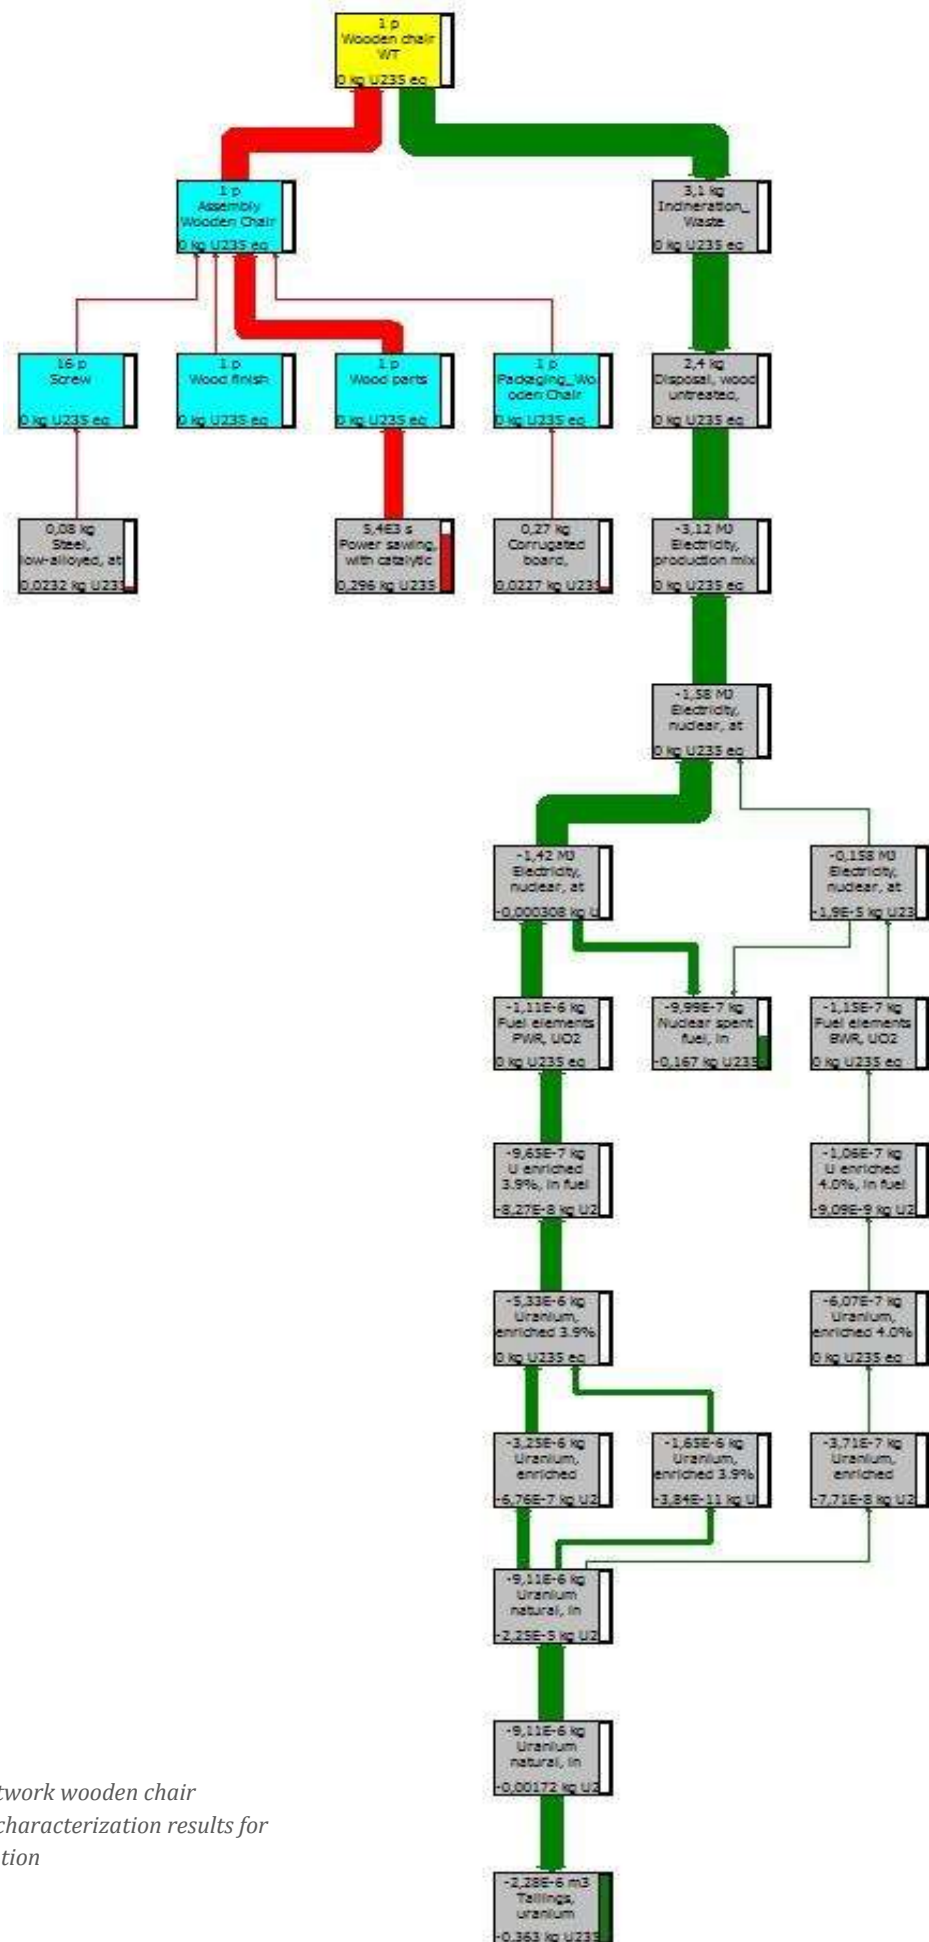 1 p
Wooden chair
WT
0 kg U235 eq
1 p
Assembly
Wooden Chair
0 kg U235 eq
3,1 kg
Incineration_
Waste
0 kg U235 eq
16 p
Screw
0 kg U235 eq
1 p
Wood finish
0 kg U235 eq
1 p
Wood parts
0 kg U235 eq
1 p
Packaging_Wo
oden Chair
0 kg U235 eq
2,4 kg
Disposal, wood
untreated,
0 kg U235 eq
0,08 kg
Steel,
low-alloyed, at
0,0232 kg U235
5,4E3 s
Power sawing,
with catalytic
0,296 kg U235
0,27 kg
Corrugated
board,
0,0227 kg U235
-3,12 MJ
Electricity,
production mix
0 kg U235 eq
-1,58 MJ
Electricity,
nuclear, at
0 kg U235 eq
-1,42 MJ
Electricity,
nuclear, at
-0,000308 kg U
-0,158 MJ
Electricity,
nuclear, at
-1,9E-5 kg U23
-1,11E-6 kg
Fuel elements
PWR, UO2
0 kg U235 eq
-9,99E-7 kg
Nuclear spent
fuel, in
-0,167 kg U235
-1,15E-7 kg
Fuel elements
BWR, UO2
0 kg U235 eq
-9,65E-7 kg
U enriched
3.9%, in fuel
-8,27E-8 kg U2
-1,06E-7 kg
U enriched
4.0%, in fuel
-9,09E-9 kg U2
-5,33E-6 kg
Uranium,
enriched 3.9%
0 kg U235 eq
-6,07E-7 kg
Uranium,
enriched 4.0%
0 kg U235 eq
-3,25E-6 kg
Uranium,
enriched
-6,76E-7 kg U2
-1,65E-6 kg
Uranium,
enriched 3.9%
-3,84E-11 kg U
-3,71E-7 kg
Uranium,
enriched
-7,71E-8 kg U2
-9,11E-6 kg
Uranium
natural, in
-2,25E-5 kg U2
-9,11E-6 kg
Uranium
natural, in
-0,00172 kg U2
twork wooden chair
characterization results for
tion
-2,28E-6 m3
Tailings,
uranium
-0,363 kg U235